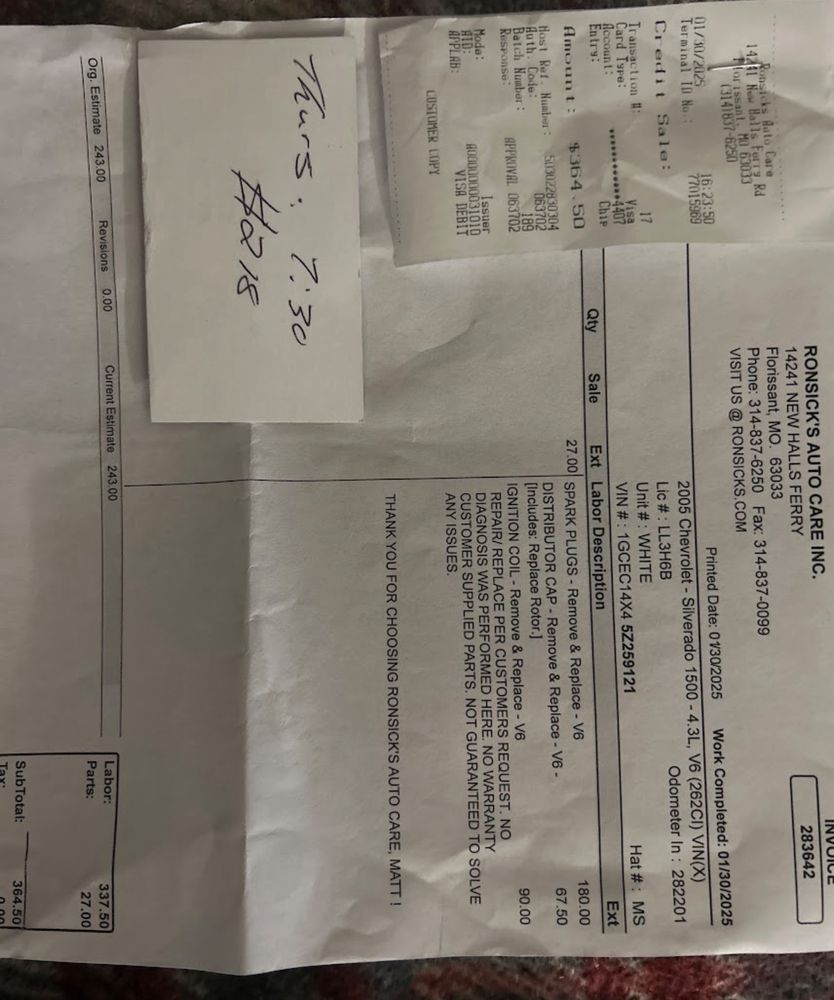 Ronsicks Auto Care
14241 New Halls Ferry Rd
Florissant, MO 63033
(314)837-6250
01/30/2025 16:23:50
Terminal ID No.: 77015969
Credit Sale:
Transaction #: 17
Card Type: Visa
Account: ************4407
Entry: Chip
Amount: $364.50
Host Ref. Number: 503022830304
Auth. Code: 063702
Batch Number: 189
Response: APPROVAL 063702
Mode: Issuer
AID: A0000000031010
APPLAB: VISA DEBIT
CUSTOMER COPY
Thurs. 7:30
#218
INVOICE
283642
RONSICK'S AUTO CARE INC.
14241 NEW HALLS FERRY
Florissant, MO, 63033
Phone: 314-837-6250 Fax: 314-837-0099
VISIT US @ RONSICKS.COM
Printed Date: 01/30/2025 Work Completed: 01/30/2025
2005 Chevrolet - Silverado 1500 - 4.3L, V6 (262CI) VIN(X)
Lic # : LL3H6B Odometer In : 282201
Unit # : WHITE
VIN # : 1GCEC14X4 5Z259121 Hat # : MS
Qty Sale Ext Labor Description Ext
27.00 SPARK PLUGS - Remove & Replace - V6 180.00
DISTRIBUTOR CAP - Remove & Replace - V6 - 67.50
[Includes: Replace Rotor.]
IGNITION COIL - Remove & Replace - V6 90.00
REPAIR/ REPLACE PER CUSTOMERS REQUEST. NO
DIAGNOSIS WAS PERFORMED HERE. NO WARRANTY
CUSTOMER SUPPLIED PARTS. NOT GUARANTEED TO SOLVE
ANY ISSUES.
THANK YOU FOR CHOOSING RONSICK'S AUTO CARE, MATT !
Org. Estimate 243.00 Revisions 0.00 Current Estimate 243.00
Labor: 337.50
Parts: 27.00
SubTotal: 364.50
Tax: 0.00